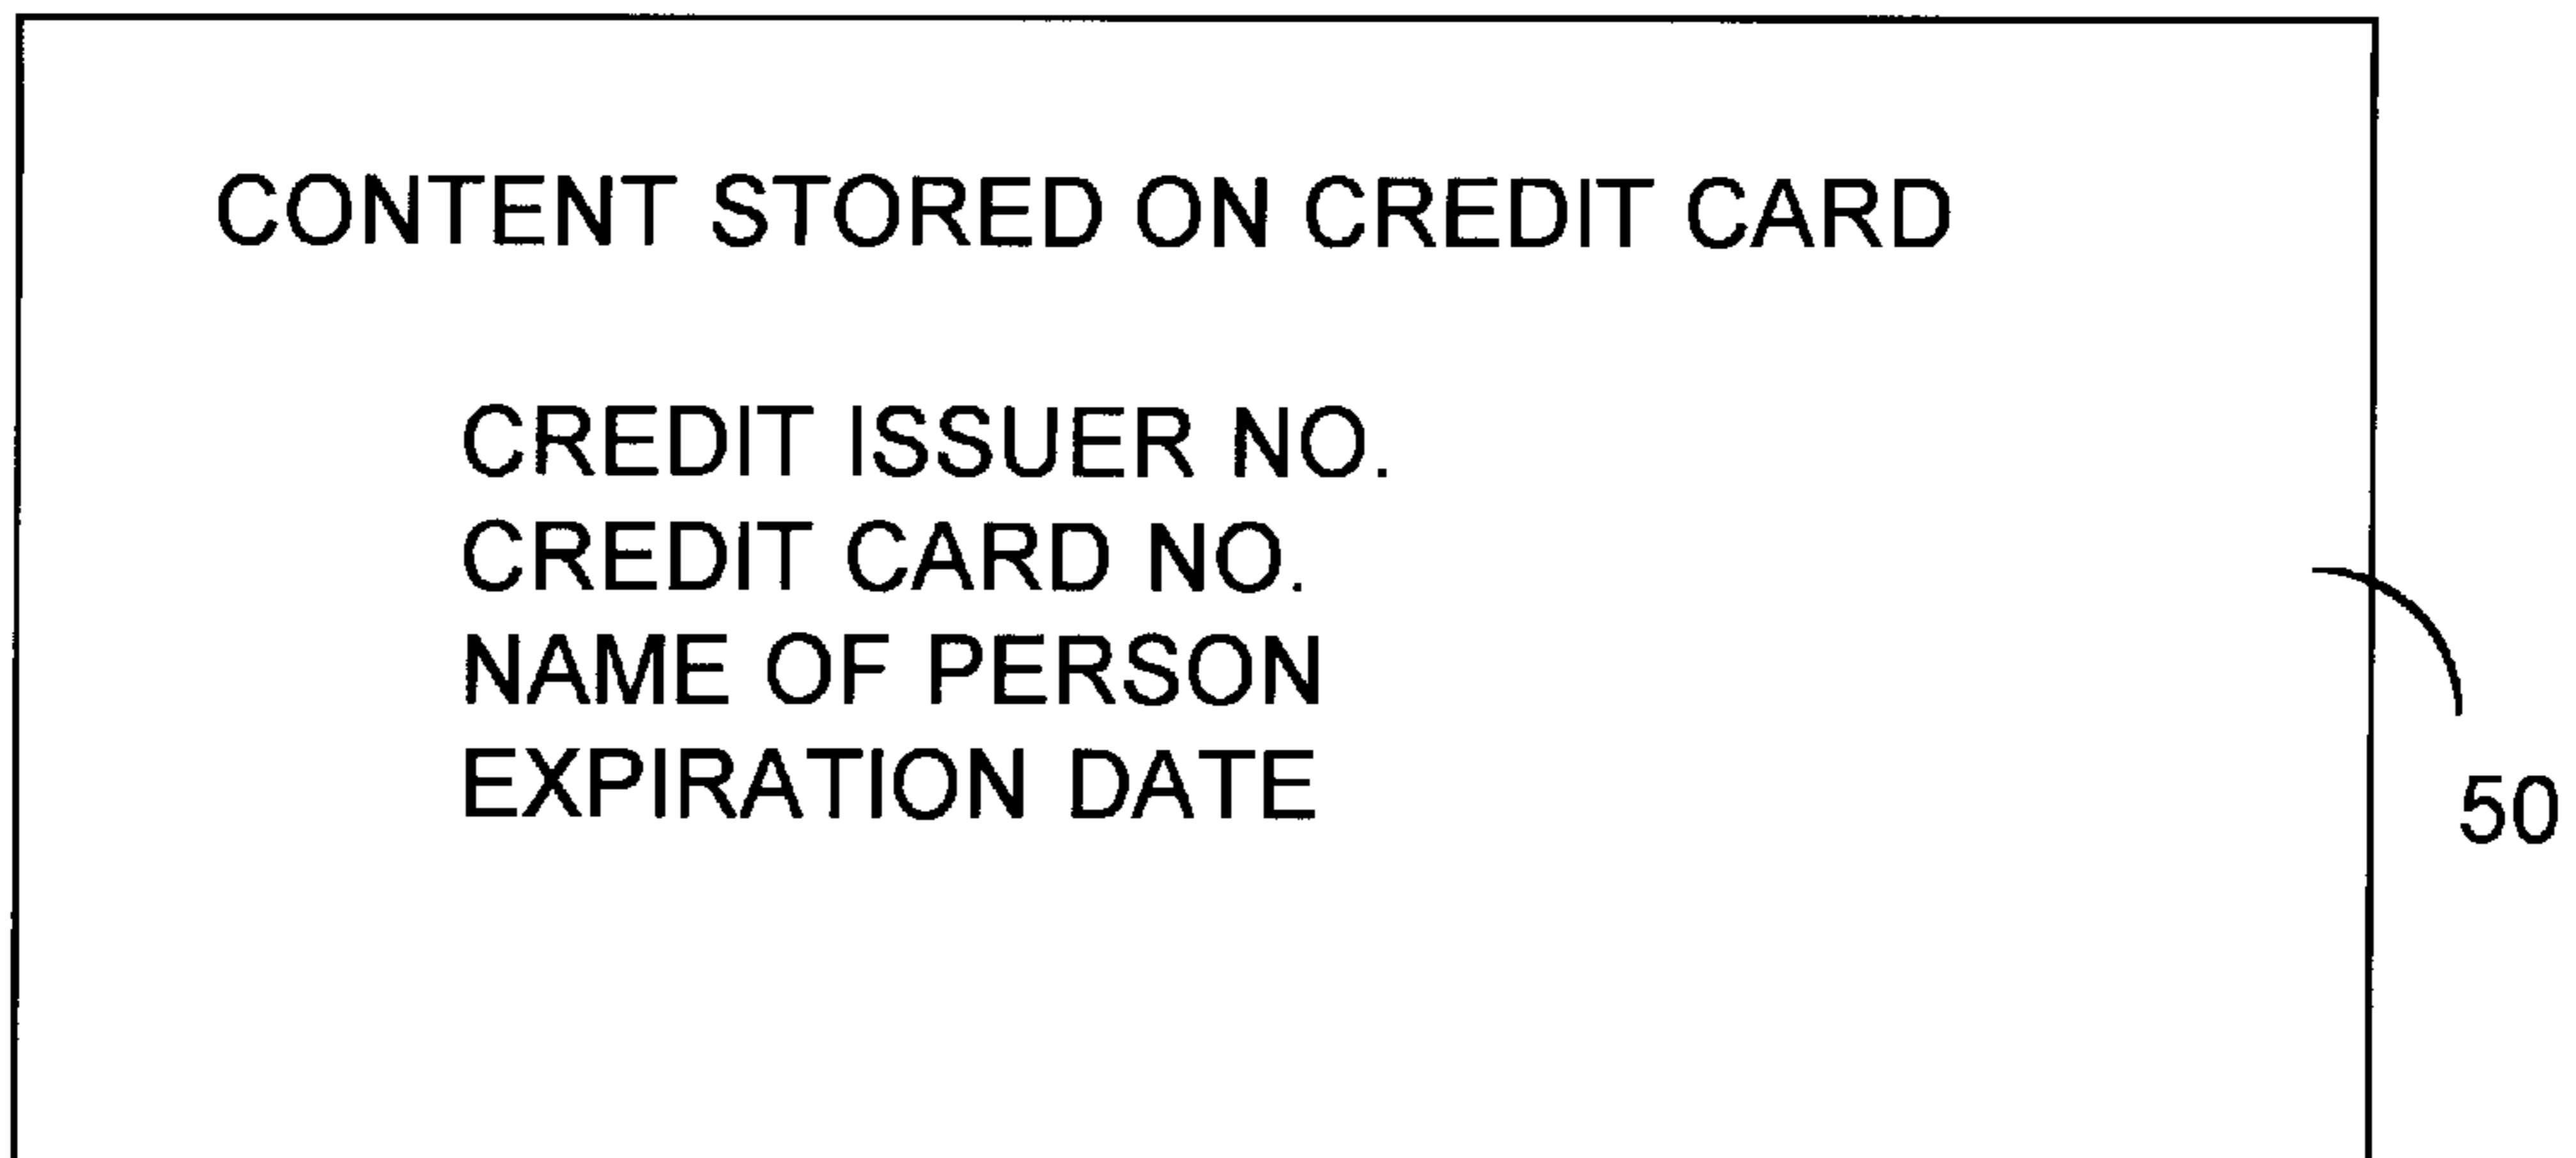 CONTENT STORED ON CREDIT CARD
CREDIT ISSUER NO.
CREDIT CARD NO.
NAME OF PERSON
EXPIRATION DATE
50